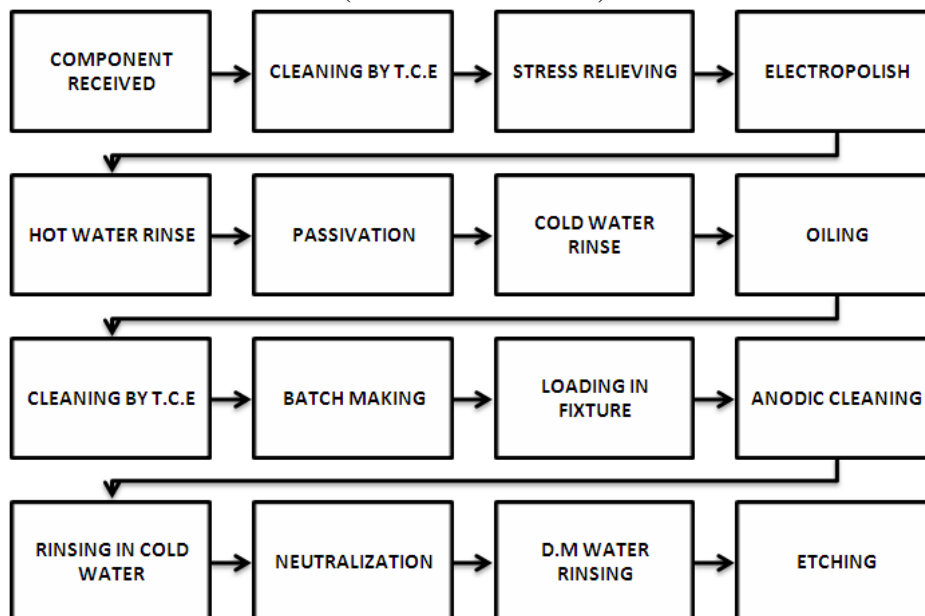 COMPONENT
RECEIVED
CLEANING BY T.C.E
STRESS RELIEVING
ELECTROPOLISH
HOT WATER RINSE
PASSIVATION
COLD WATER
RINSE
OILING
CLEANING BY T.C.E
BATCH MAKING
LOADING IN
FIXTURE
ANODIC CLEANING
RINSING IN COLD
WATER
NEUTRALIZATION
D.M WATER
RINSING
ETCHING